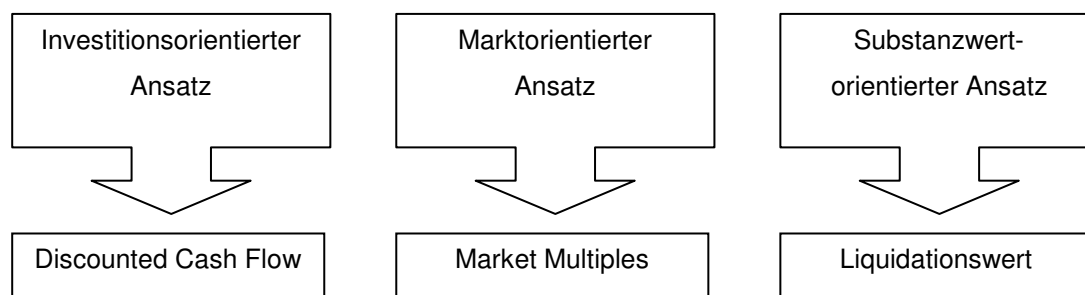 Investitionsorientierter
Ansatz
Marktorientierter
Ansatz
Substanzwert-
orientierter Ansatz
Discounted Cash Flow
Market Multiples
Liquidationswert